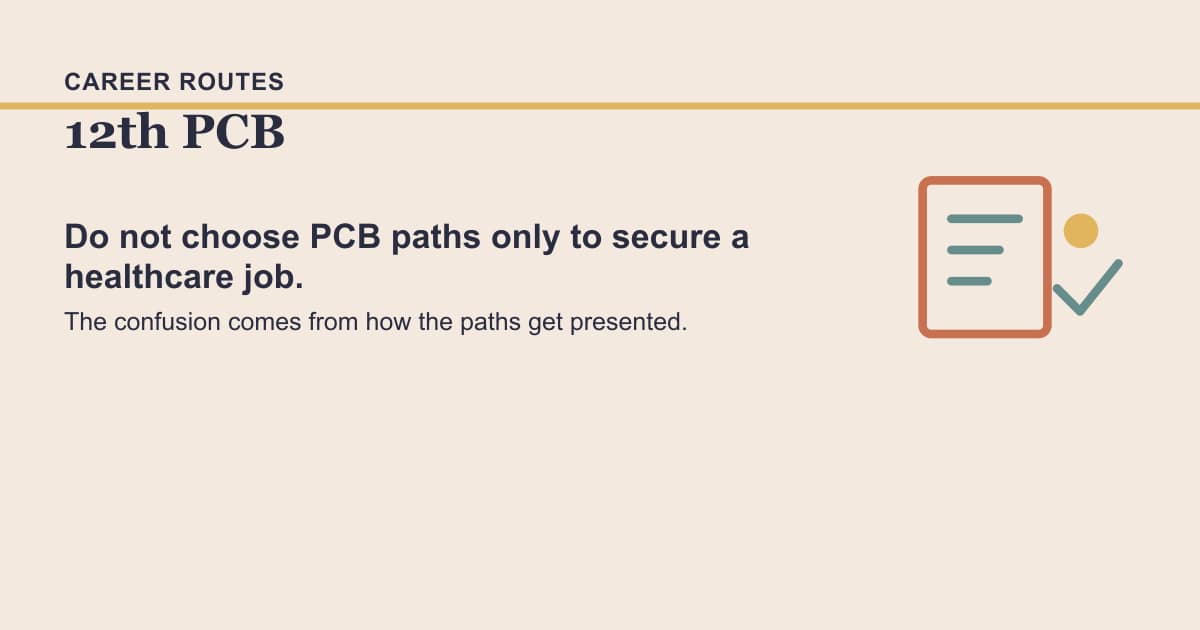 CAREER ROUTES
12th PCB
Do not choose PCB paths only to secure a
healthcare job.
The confusion comes from how the paths get presented.